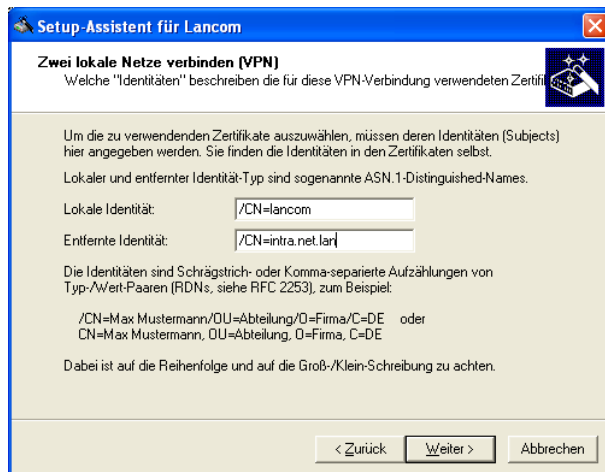 Setup-Assistent für Lancom
Zwei lokale Netze verbinden (VPN)
Welche "Identitäten" beschreiben die für diese VPN-Verbindung verwendeten
Um die zu verwendenden Zertifikate auszuwählen, müssen deren Identitäten (Subjects)
hier angegeben werden. Sie finden die Identitäten in den Zertifikaten selbst.
Lokaler und entfernter Identität-Typ sind sogenannte ASN.1-Distinguished-Names.
Lokale Identität: /CN=lancom
Entfernte Identität: /CN=intra.net.lan
Die Identitäten sind Schrägstrich- oder Komma-separierte Aufzählungen von
Typ-/Wert-Paaren (RDNs, siehe RFC 2253), zum Beispiel:
/CN=Max Mustermann/OU=Abteilung/O=Firma/C=DE oder
CN=Max Mustermann, OU=Abteilung, O=Firma, C=DE
Dabei ist auf die Reihenfolge und auf die Groß-/Klein-Schreibung zu achten.
< Zurück Weiter > Abbrechen